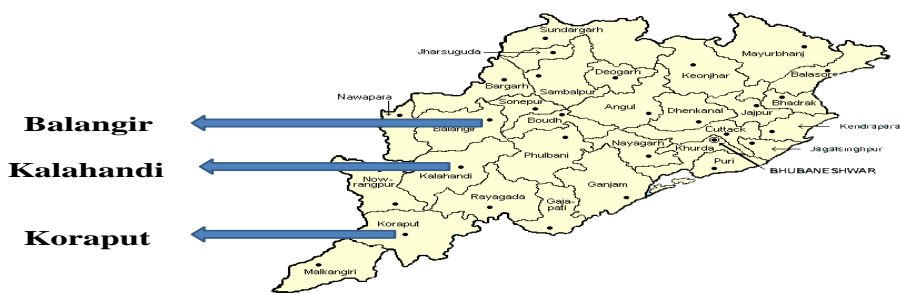 Sundargarh
Jharsuguda
Mayurbhanj
Deogarh
Keonjhar
Balasore
Bargarh
Sambalpur
Nawapara
Sonepur
Angul
Dhenkanal
Bhadrak
Jajpur
Balangir
Balangir
Boudh
Cuttack
Kendrapara
Nayagarh
Khurda
Jagatsinghpur
Phulbani
Puri
Kalahandi
Kalahandi
BHUBANESHWAR
Now-
rangpur
Ganjam
Rayagada
Gaja-
pati
Koraput
Koraput
Malkangiri